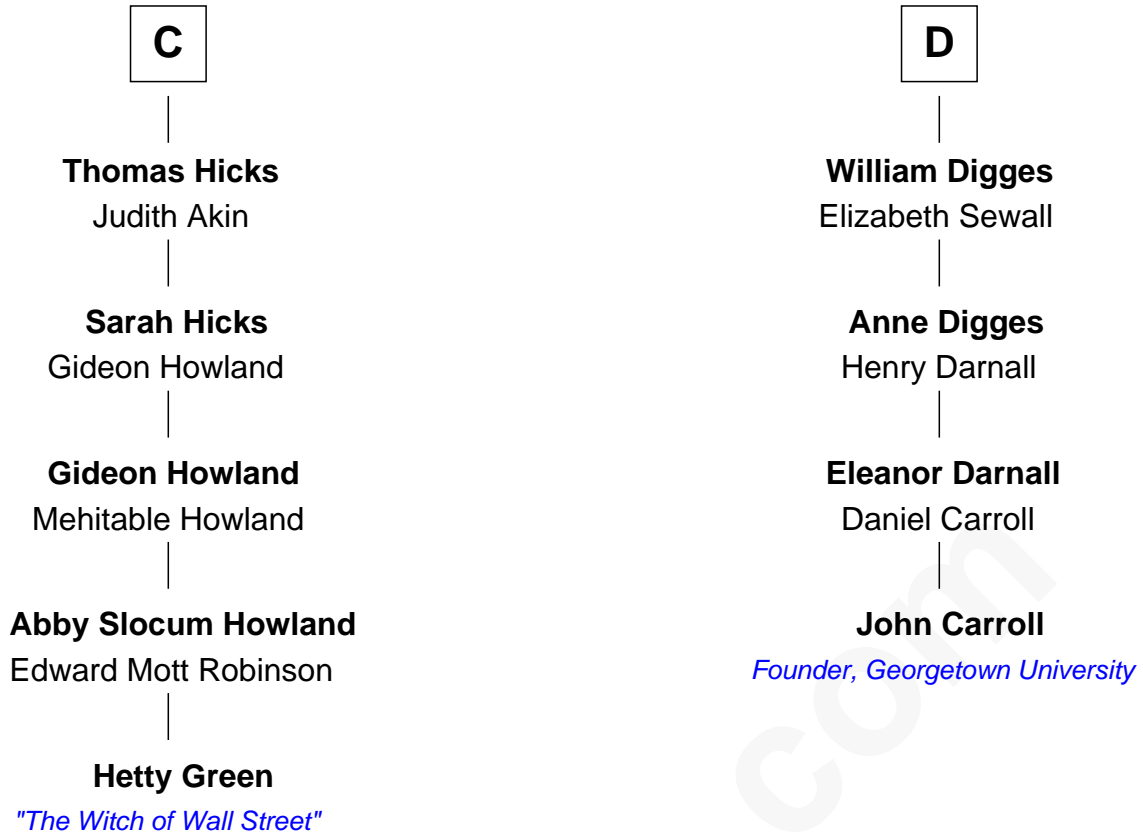 C
Thomas Hicks
Judith Akin
Sarah Hicks
Gideon Howland
Gideon Howland
Mehitable Howland
Abby Slocum Howland
Edward Mott Robinson
Hetty Green
"The Witch of Wall Street"
D
William Digges
Elizabeth Sewall
Anne Digges
Henry Darnall
Eleanor Darnall
Daniel Carroll
John Carroll
Founder, Georgetown University
com